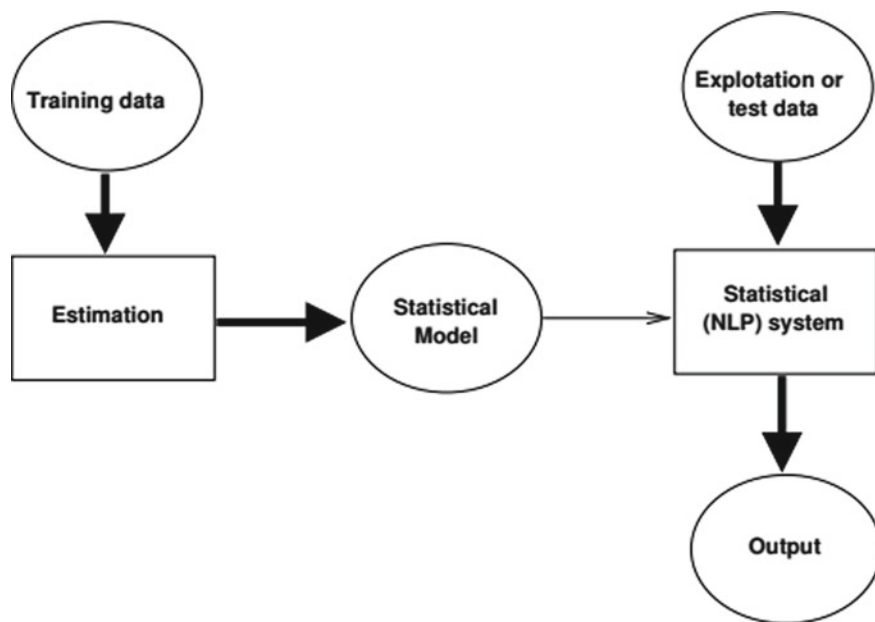 Training data
Explotation or
test data
Estimation
Statistical
Model
Statistical
(NLP) system
Output